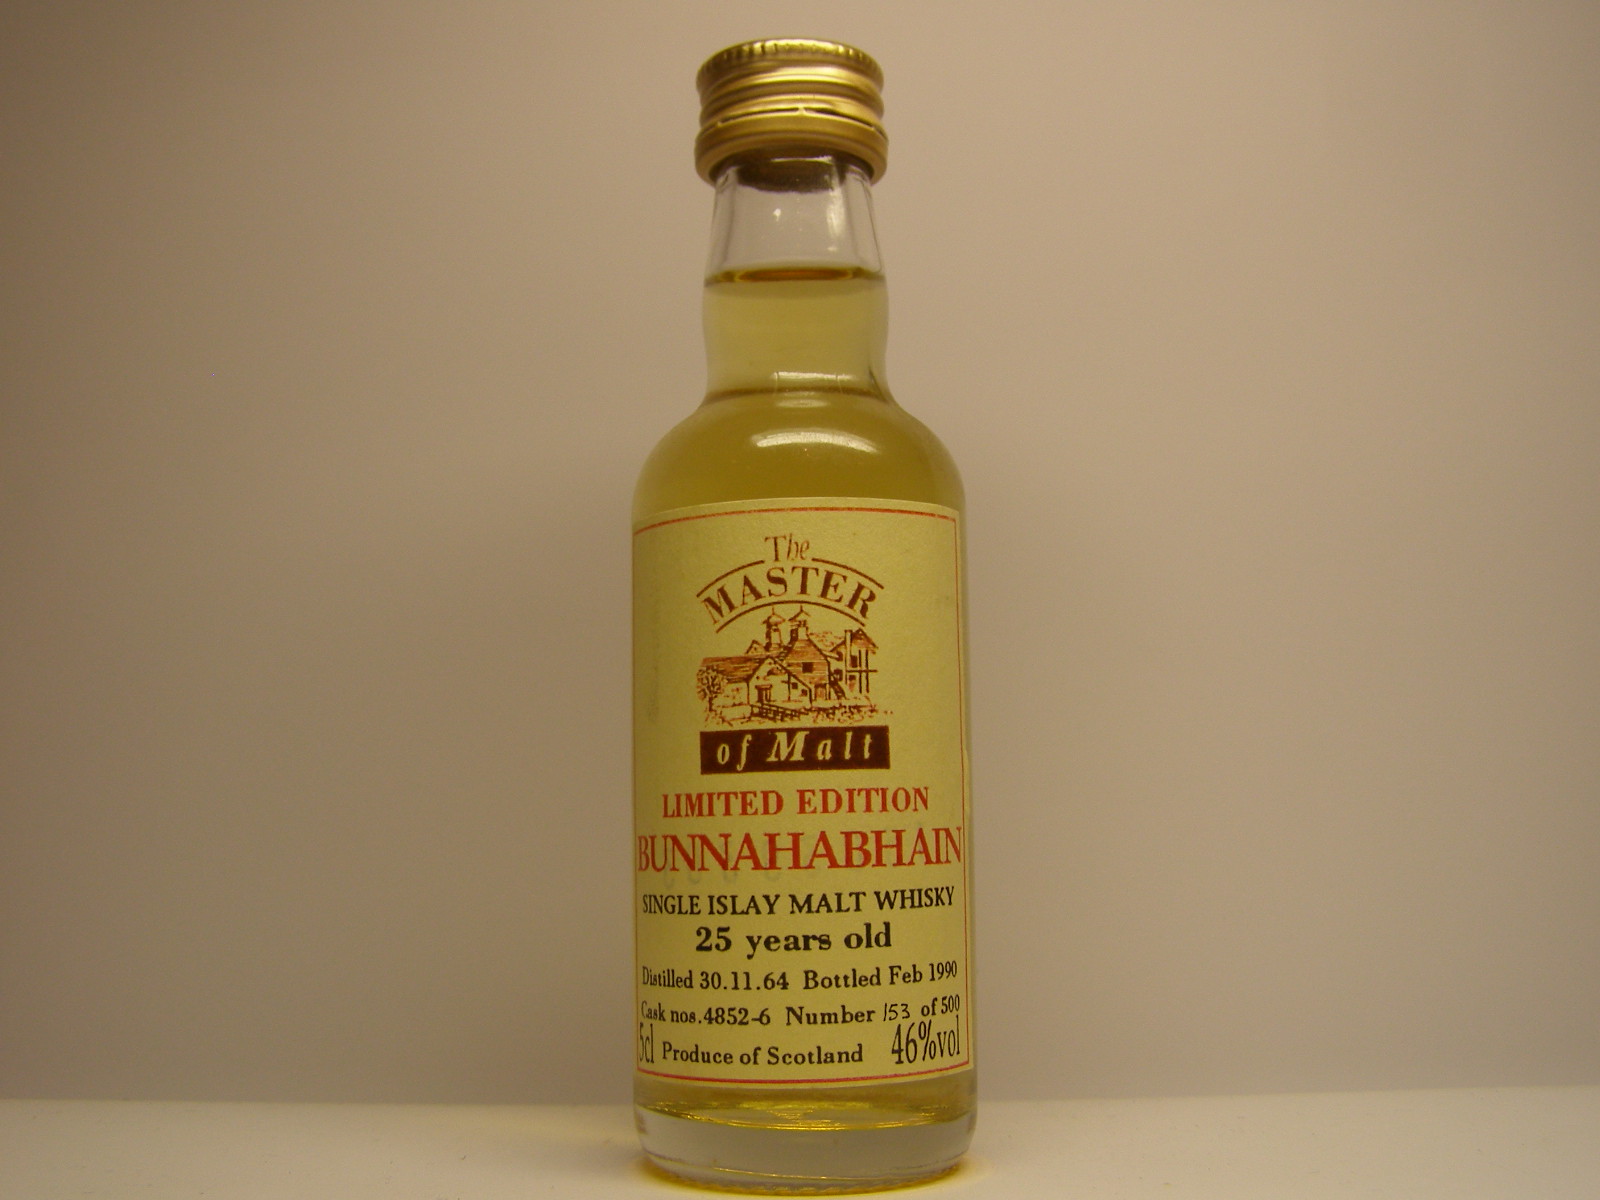 The
MASTER
of Malt
LIMITED EDITION
BUNNAHABHAIN
SINGLE ISLAY MALT WHISKY
25 years old
Distilled 30.11.64 Bottled Feb 1990
Cask nos.4852-6 Number 153 of 500
5cl Produce of Scotland 46%vol